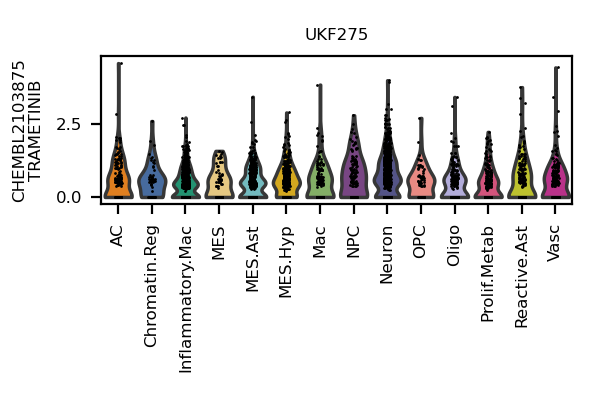 UKF275
CHEMBL2103875
TRAMETINIB
2.5
0.0
AC
Chromatin.Reg
Inflammatory.Mac
MES
MES.Ast
MES.Hyp
Mac
NPC
Neuron
OPC
Oligo
Prolif.Metab
Reactive.Ast
Vasc